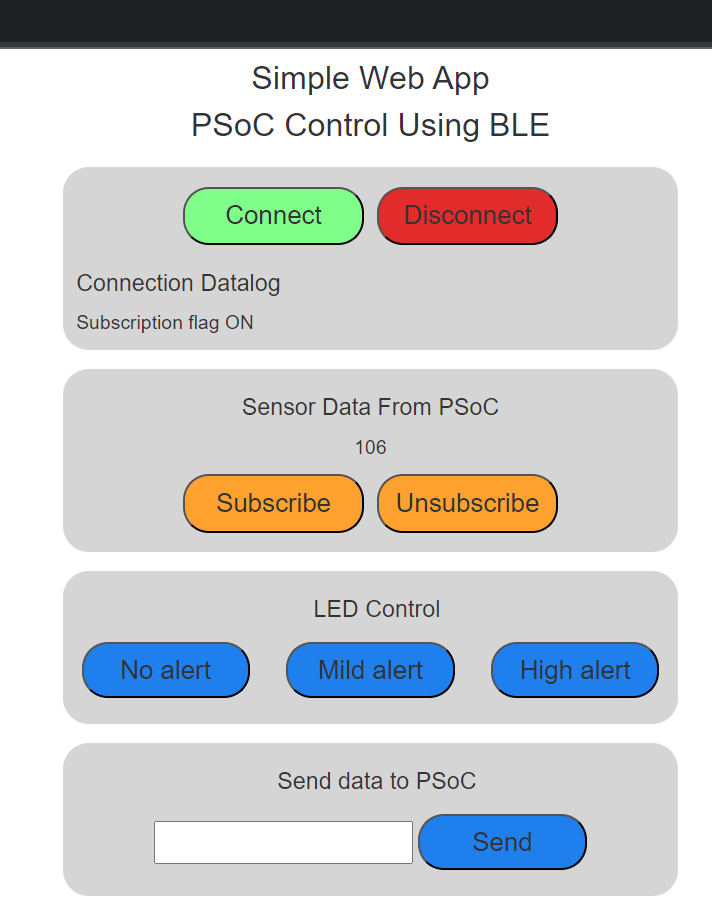 Simple Web App
PSoC Control Using BLE
Connect Disconnect
Connection Datalog
Subscription flag ON
Sensor Data From PSoC
106
Subscribe Unsubscribe
LED Control
No alert Mild alert High alert
Send data to PSoC
Send